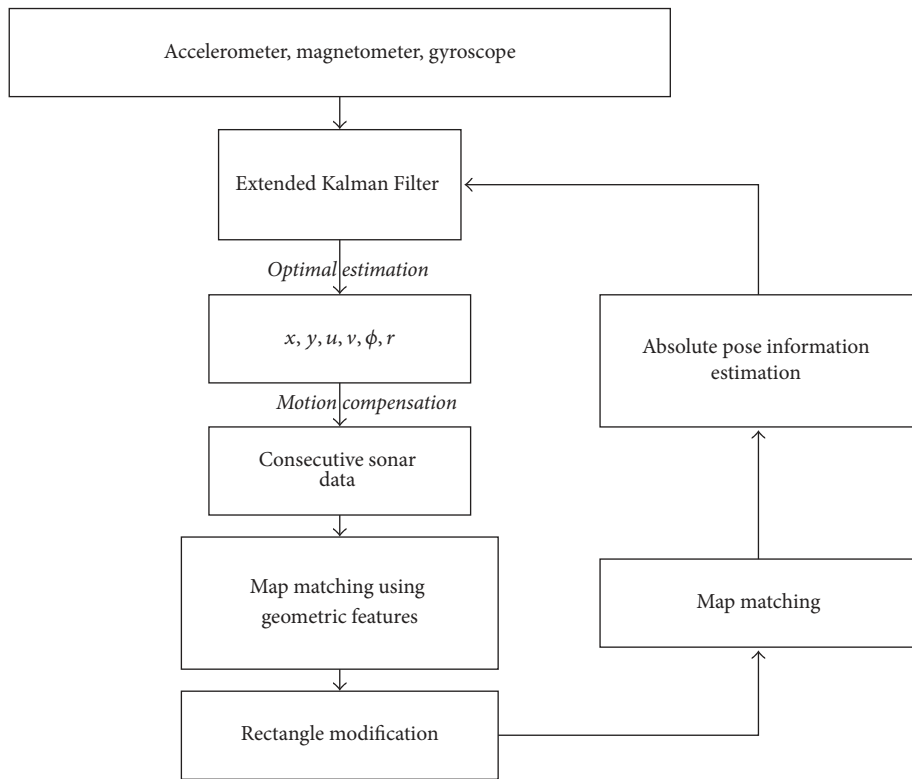 Accelerometer, magnetometer, gyroscope
Extended Kalman Filter
Optimal estimation
x, y, u, v, ϕ, r
Motion compensation
Consecutive sonar
data
Map matching using
geometric features
Rectangle modification
Absolute pose information
estimation
Map matching